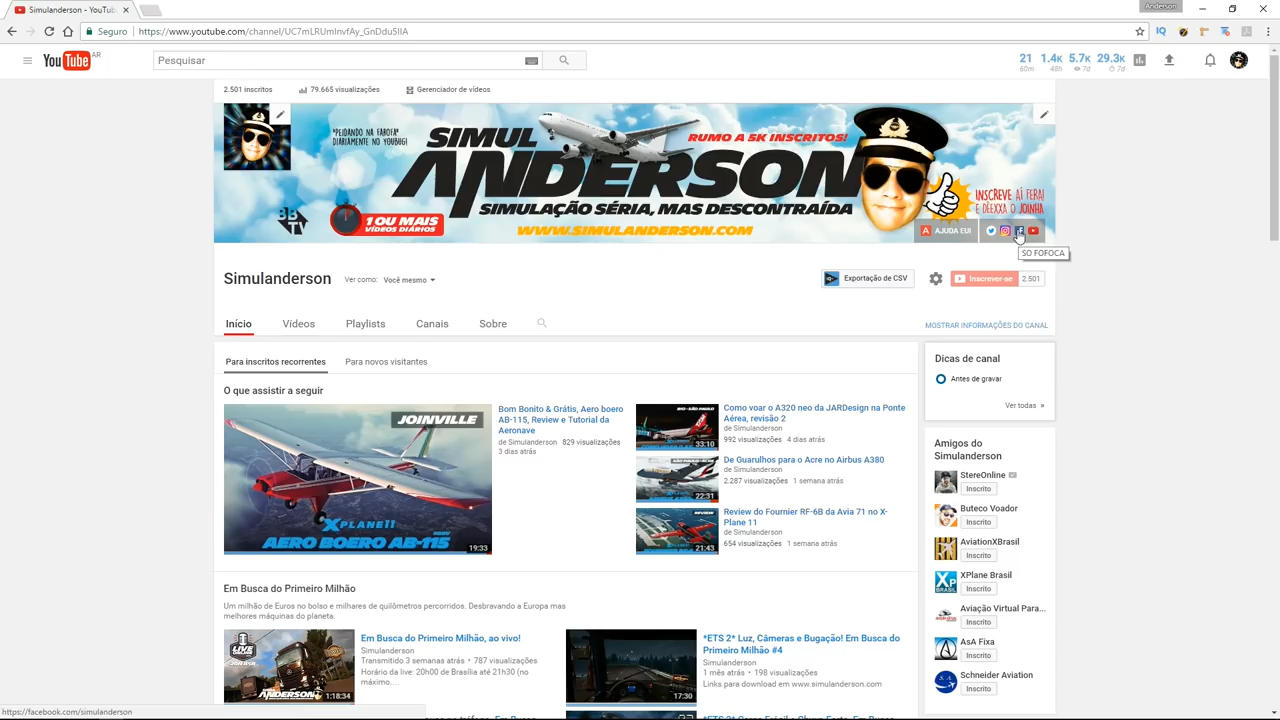 Simulanderson - YouTub
Anderson
Seguro
https://www.youtube.com/channel/UC7mLRUmInvfAy_GnDdu5IIA
YouTube AR
Pesquisar
21 1.4K 5.7K 29.3K
60m 48h 7d 7d
2.501 inscritos 79.665 visualizações Gerenciador de vídeos
"PEIDANDO NA FAROFA"
DIARIAMENTE NO YOUBUG!
SIMUL
ANDERSON
RUMO A 5K INSCRITOS!
SIMULAÇÃO SÉRIA, MAS DESCONTRAÍDA
WWW.SIMULANDERSON.COM
1 OU MAIS
VÍDEOS DIÁRIOS
INSCREVE AÍ FERA!
E DÉEXXA O JOINHA
AJUDA EU!
SO FOFOCA
Simulanderson
Ver como: Você mesmo
Exportação de CSV
Inscrever-se 2.501
Início Vídeos Playlists Canais Sobre
MOSTRAR INFORMAÇÕES DO CANAL
Para inscritos recorrentes Para novos visitantes
O que assistir a seguir
JOINVILLE
X PLANE 11
AERO BOERO AB-115
19:33
Bom Bonito & Grátis, Aero boero
AB-115, Review e Tutorial da
Aeronave
de Simulanderson 829 visualizações
3 dias atrás
33:10
Como voar o A320 neo da JARDesign na Ponte
Aérea, revisão 2
de Simulanderson
992 visualizações 4 dias atrás
22:31
De Guarulhos para o Acre no Airbus A380
de Simulanderson
2.287 visualizações 1 semana atrás
REVIEW
21:43
Review do Fournier RF-6B da Avia 71 no X-
Plane 11
de Simulanderson
654 visualizações 1 semana atrás
Em Busca do Primeiro Milhão
Um milhão de Euros no bolso e milhares de quilômetros percorridos. Desbravando a Europa mas
melhores máquinas do planeta.
LIVE
ANDERSON
1:18:34
Em Busca do Primeiro Milhão, ao vivo!
Simulanderson
Transmitido 3 semanas atrás • 787 visualizações
Horário da live: 20h00 de Brasília até 21h30 (no
máximo...
17:30
*ETS 2* Luz, Câmeras e Bugação! Em Busca do
Primeiro Milhão #4
Simulanderson
1 mês atrás • 198 visualizações
Links para download em www.simulanderson.com
Dicas de canal
Antes de gravar
Ver todas »
Amigos do
Simulanderson
StereOnline
Inscrito
Buteco Voador
Inscrito
AviationXBrasil
Inscrito
XPlane Brasil
Inscrito
Aviação Virtual Para...
Inscrito
AsA Fixa
Inscrito
Schneider Aviation
Inscrito
https://facebook.com/simulanderson